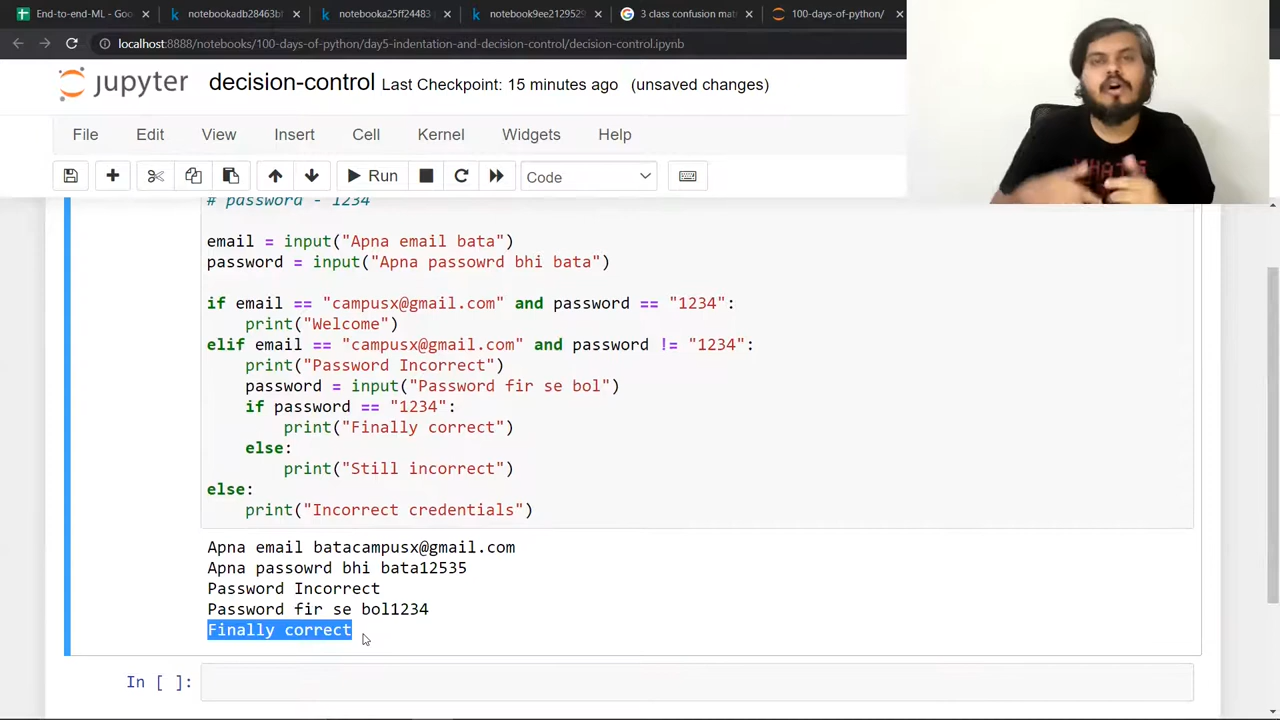 End-to-end-ML - Goo
notebookadb28463bf
notebooka25ff24483
notebook9ee2129529
3 class confusion mat
100-days-of-python/
localhost:8888/notebooks/100-days-of-python/day5-indentation-and-decision-control/decision-control.ipynb
jupyter decision-control Last Checkpoint: 15 minutes ago (unsaved changes)
File Edit View Insert Cell Kernel Widgets Help
Run Code
# password - 1234
email = input("Apna email bata")
password = input("Apna passowrd bhi bata")
if email == "campusx@gmail.com" and password == "1234":
print("Welcome")
elif email == "campusx@gmail.com" and password != "1234":
print("Password Incorrect")
password = input("Password fir se bol")
if password == "1234":
print("Finally correct")
else:
print("Still incorrect")
else:
print("Incorrect credentials")
Apna email batacampusx@gmail.com
Apna passowrd bhi bata12535
Password Incorrect
Password fir se bol1234
Finally correct
In [ ]: